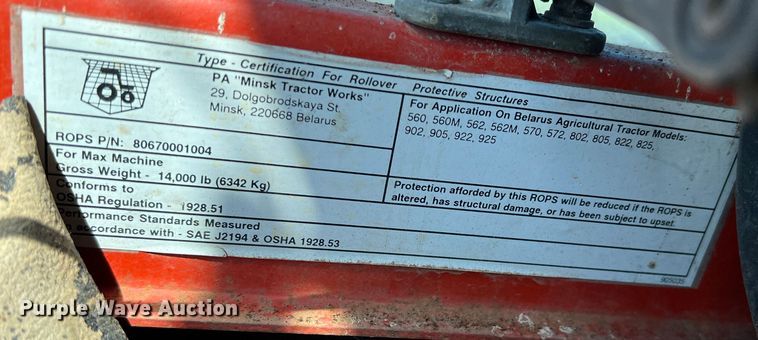 Type - Certification For Rollover Protective Structures
PA "Minsk Tractor Works"
29, Dolgobrodskaya St.
Minsk, 220668 Belarus
ROPS P/N: 80670001004
For Max Machine
Gross Weight - 14,000 lb (6342 Kg)
Conforms to
OSHA Regulation - 1928.51
Performance Standards Measured
accordance with - SAE J2194 & OSHA 1928.53
For Application On Belarus Agricultural Tractor Models:
560, 560M, 562, 562M, 570, 572, 802, 805, 822, 825,
902, 905, 922, 925
Protection afforded by this ROPS will be reduced if the ROPS is
altered, has structural damage, or has been subject to upset.
905035
Purple Wave Auction